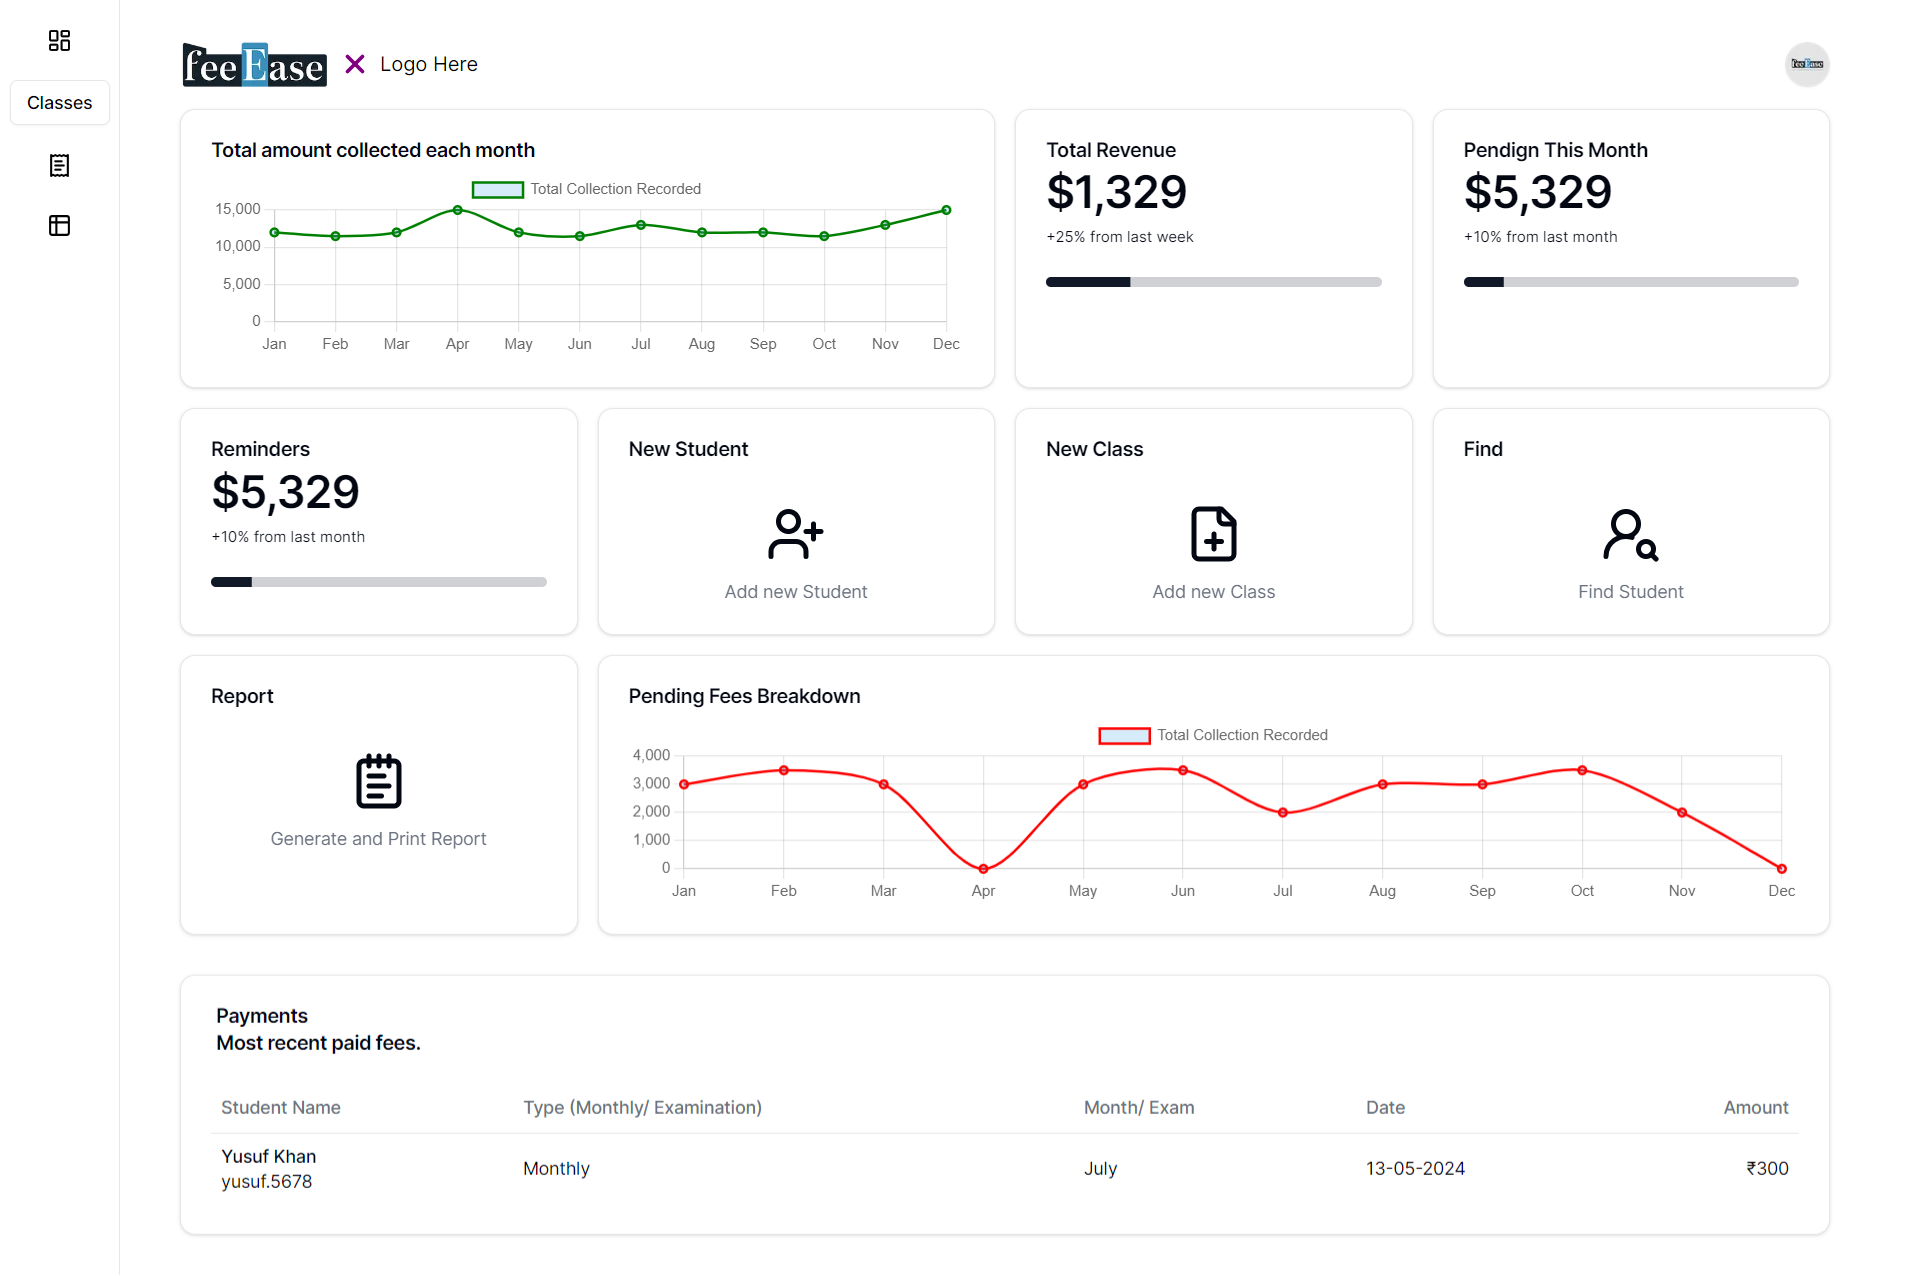 Classes
feeEase
Logo Here
feeEase
Total amount collected each month
Total Collection Recorded
15,000
10,000
5,000
0
Jan Feb Mar Apr May Jun Jul Aug Sep Oct Nov Dec
Total Revenue
$1,329
+25% from last week
Pendign This Month
$5,329
+10% from last month
Reminders
$5,329
+10% from last month
New Student
Add new Student
New Class
Add new Class
Find
Find Student
Report
Generate and Print Report
Pending Fees Breakdown
Total Collection Recorded
4,000
3,000
2,000
1,000
0
Jan Feb Mar Apr May Jun Jul Aug Sep Oct Nov Dec
Payments
Most recent paid fees.
Student Name Type (Monthly/ Examination) Month/ Exam Date Amount
Yusuf Khan
yusuf.5678
Monthly July 13-05-2024 ₹300